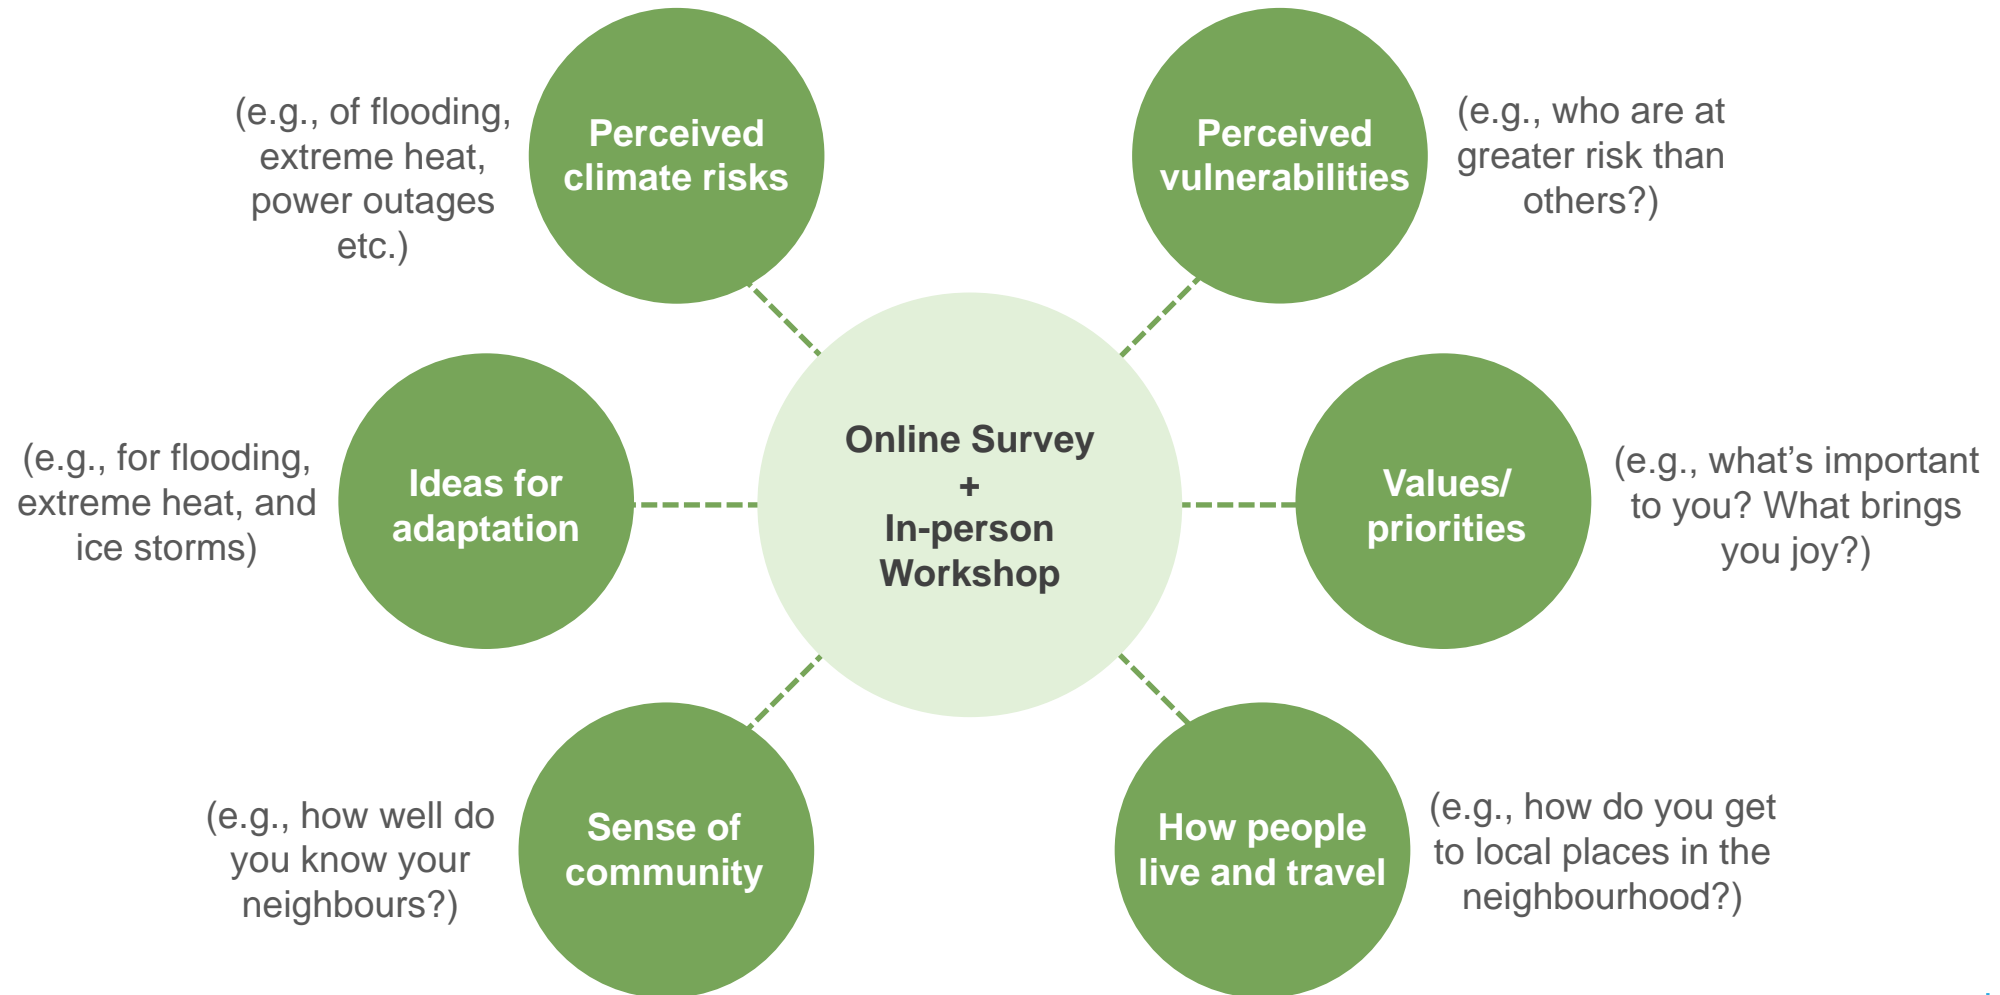 (e.g., of flooding,
extreme heat,
power outages
etc.)
Perceived
climate risks
Perceived
vulnerabilities
(e.g., who are at
greater risk than
others?)
(e.g., for flooding,
extreme heat, and
ice storms)
Ideas for
adaptation
Online Survey
+
In-person
Workshop
Values/
priorities
(e.g., what’s important
to you? What brings
you joy?)
(e.g., how well do
you know your
neighbours?)
Sense of
community
How people
live and travel
(e.g., how do you get
to local places in the
neighbourhood?)